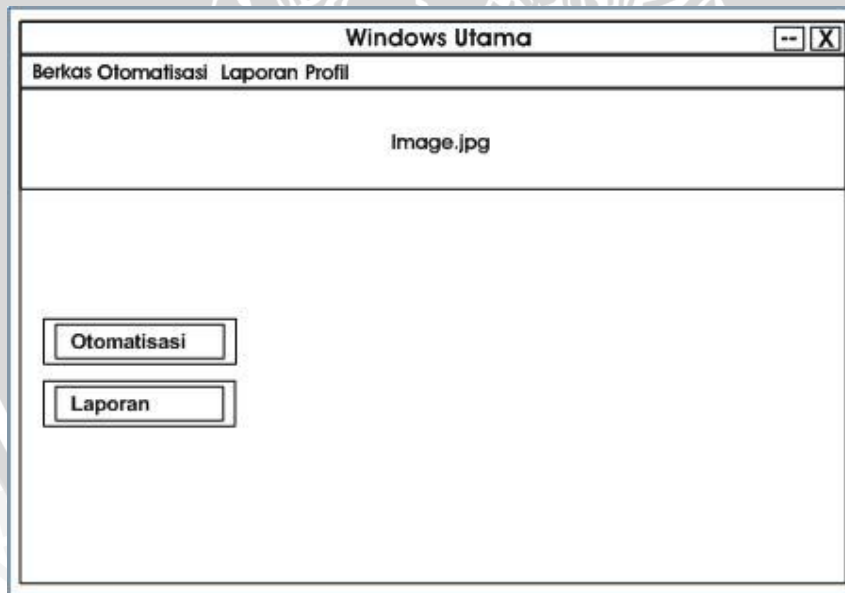 Windows Utama -- X
Berkas Otomatisasi Laporan Profil
Image.jpg
Otomatisasi
Laporan